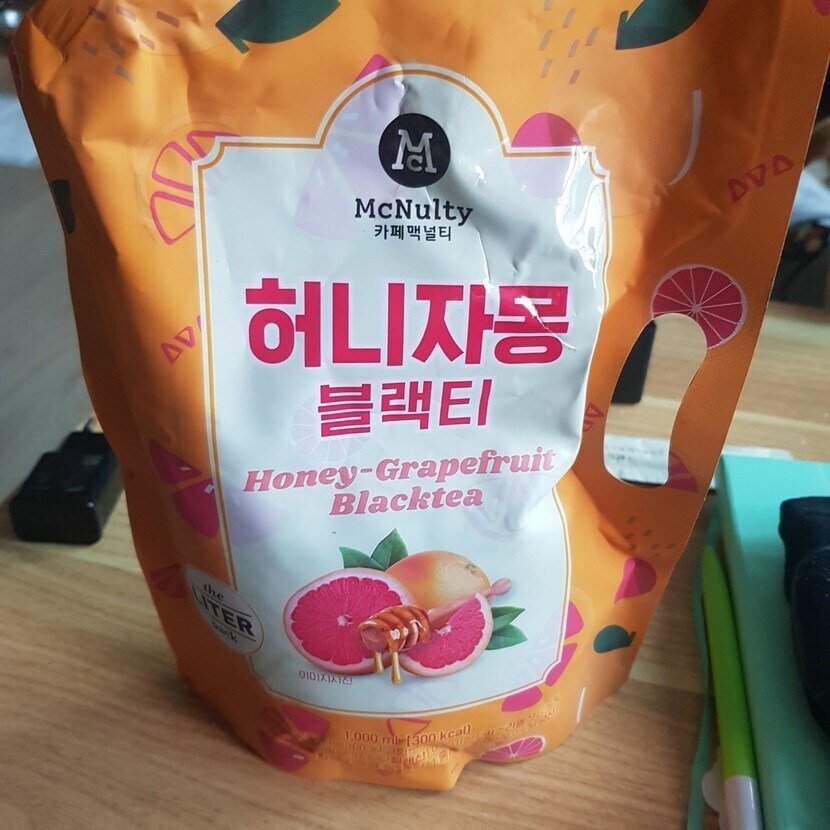 Mc
McNulty
카페맥널티
허니자몽
블랙티
Honey-Grapefruit
Blacktea
the
LITER
pack
이미지사진
1,000 mL (300 kcal)